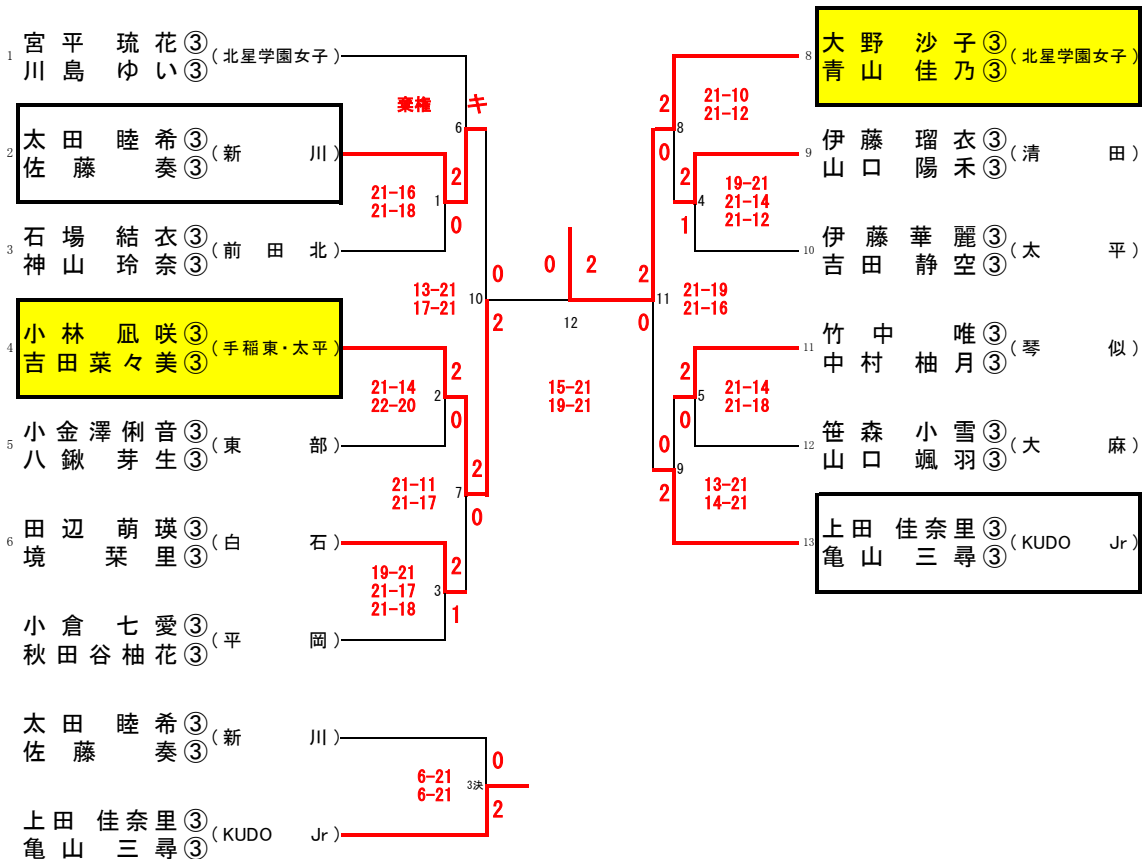 1 宮平 琉花③
川島 ゆい③
(北星学園女子)
棄権 キ
6
2 太田 睦希③
佐藤 奏③
(新 川)
2
21-16
21-18
1
0
3 石場 結衣③
神山 玲奈③
(前田北)
0
13-21
17-21
10
2
4 小林 凪咲③
吉田菜々美③
(手稲東・太平)
2
21-14
22-20
2
0
5 小金澤俐音③
八鍬 芽生③
(東 部)
2
21-11
21-17
7
0
6 田辺 萌瑛③
境 栞里③
(白 石)
2
19-21
21-17
21-18
3
1
小倉 七愛③
秋田谷柚花③
(平 岡)
太田 睦希③
佐藤 奏③
(新 川)
0
6-21
6-21
3決
2
上田 佳奈里③
亀山 三尋③
(KUDO Jr)
0 2
12
15-21
19-21
8 大野 沙子③
青山 佳乃③
(北星学園女子)
2
21-10
21-12
8
0
9 伊藤 瑠衣③
山口 陽禾③
(清 田)
2
19-21
21-14
21-12
4
1
10 伊藤華麗③
吉田静空③
(太 平)
2
21-19
21-16
11
0
11 竹中 唯③
中村 柚月③
(琴 似)
2
21-14
21-18
5
0
12 笹森 小雪③
山口 颯羽③
(大 麻)
0
13-21
14-21
9
2
13 上田 佳奈里③
亀山 三尋③
(KUDO Jr)